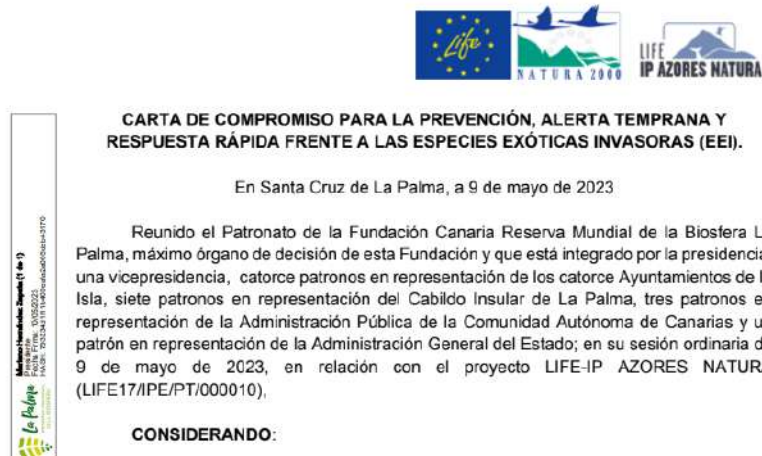 Life
NATURA 2000
LIFE
IP AZORES NATURA
CARTA DE COMPROMISO PARA LA PREVENCIÓN, ALERTA TEMPRANA Y
RESPUESTA RÁPIDA FRENTE A LAS ESPECIES EXÓTICAS INVASORAS (EEI).
En Santa Cruz de La Palma, a 9 de mayo de 2023
Reunido el Patronato de la Fundación Canaria Reserva Mundial de la Biosfera L
Palma, máximo órgano de decisión de esta Fundación y que está integrado por la presidencia
una vicepresidencia, catorce patronos en representación de los catorce Ayuntamientos de l
Isla, siete patronos en representación del Cabildo Insular de La Palma, tres patronos e
representación de la Administración Pública de la Comunidad Autónoma de Canarias y u
patrón en representación de la Administración General del Estado; en su sesión ordinaria d
9 de mayo de 2023, en relación con el proyecto LIFE-IP AZORES NATUR
(LIFE17/IPE/PT/000010),
CONSIDERANDO:
(1 de 1)
Presidente
La Palma